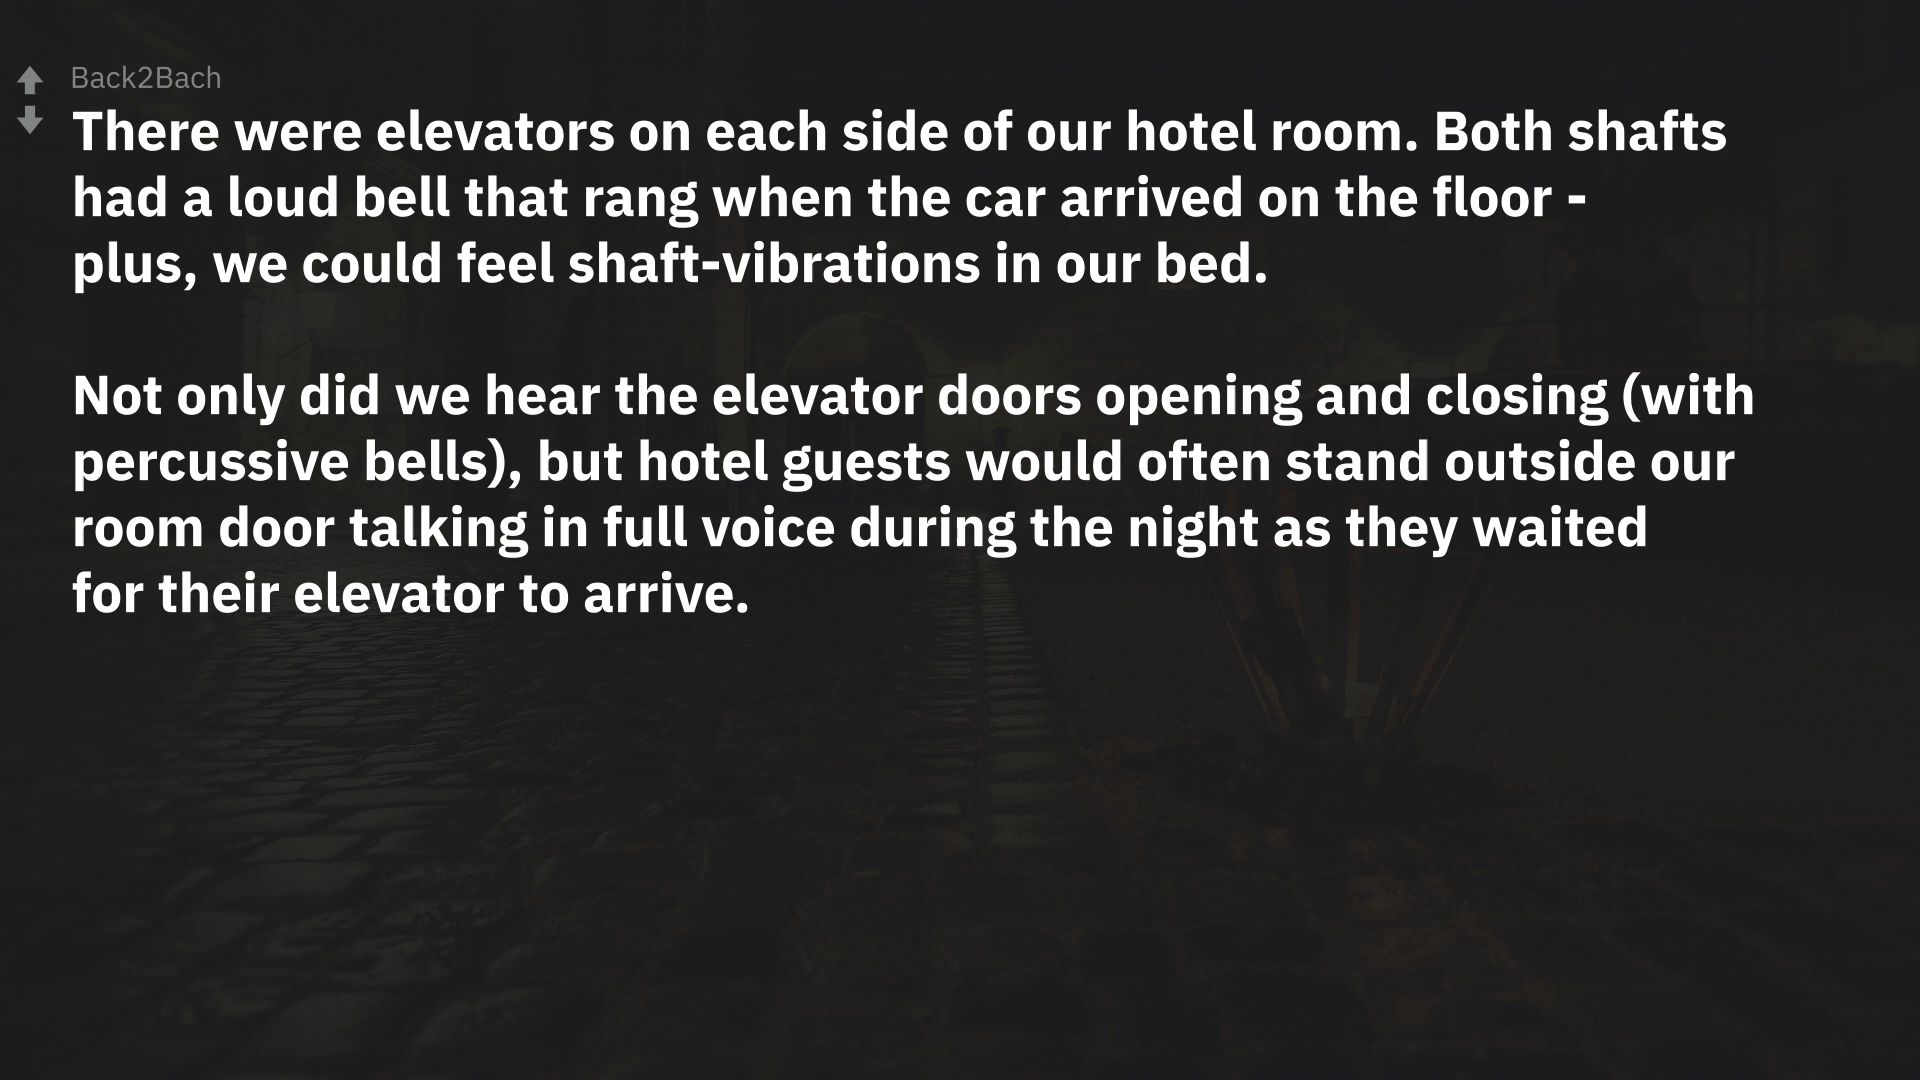 Back2Bach
There were elevators on each side of our hotel room. Both shafts
had a loud bell that rang when the car arrived on the floor -
plus, we could feel shaft-vibrations in our bed.
Not only did we hear the elevator doors opening and closing (with
percussive bells), but hotel guests would often stand outside our
room door talking in full voice during the night as they waited
for their elevator to arrive.